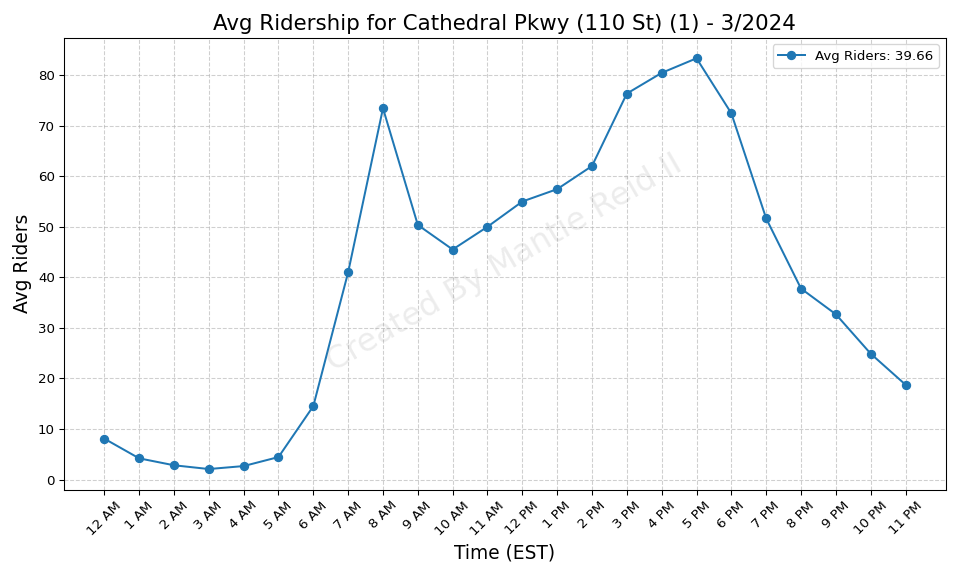 Avg Ridership for Cathedral Pkwy (110 St) (1) - 3/2024
Avg Riders: 39.66
Avg Riders
80
70
60
50
40
30
20
10
0
Created By Mantle Reid II
12 AM
1 AM
2 AM
3 AM
4 AM
5 AM
6 AM
7 AM
8 AM
9 AM
10 AM
11 AM
12 PM
1 PM
2 PM
3 PM
4 PM
5 PM
6 PM
7 PM
8 PM
9 PM
10 PM
11 PM
Time (EST)